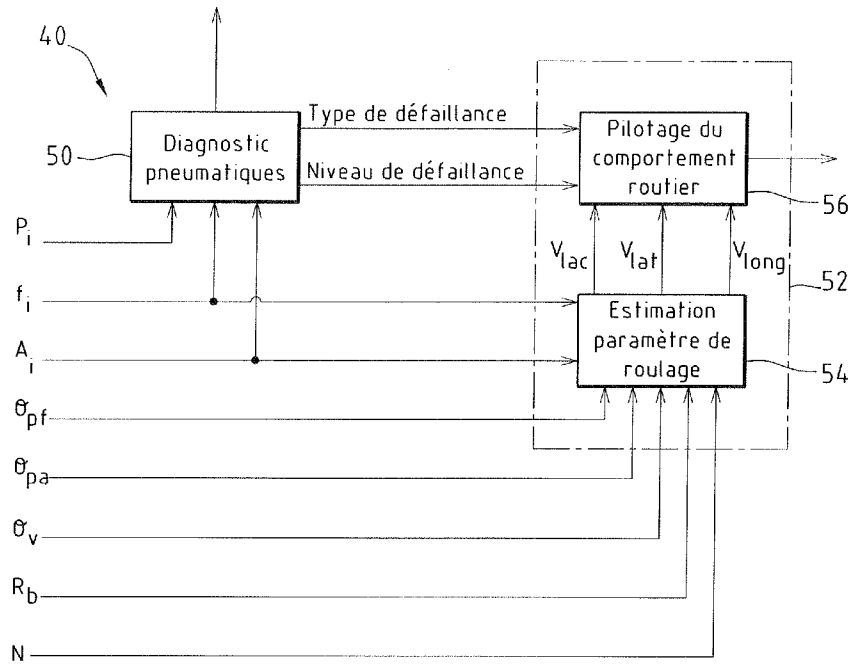 40
Type de défaillance
50
Diagnostic
pneumatiques
Niveau de défaillance
Pilotage du
comportement
routier
56
P_i
V_lac
V_lat
V_long
52
f_i
Estimation
paramètre de
roulage
54
A_i
θ_pf
θ_pa
θ_v
R_b
N